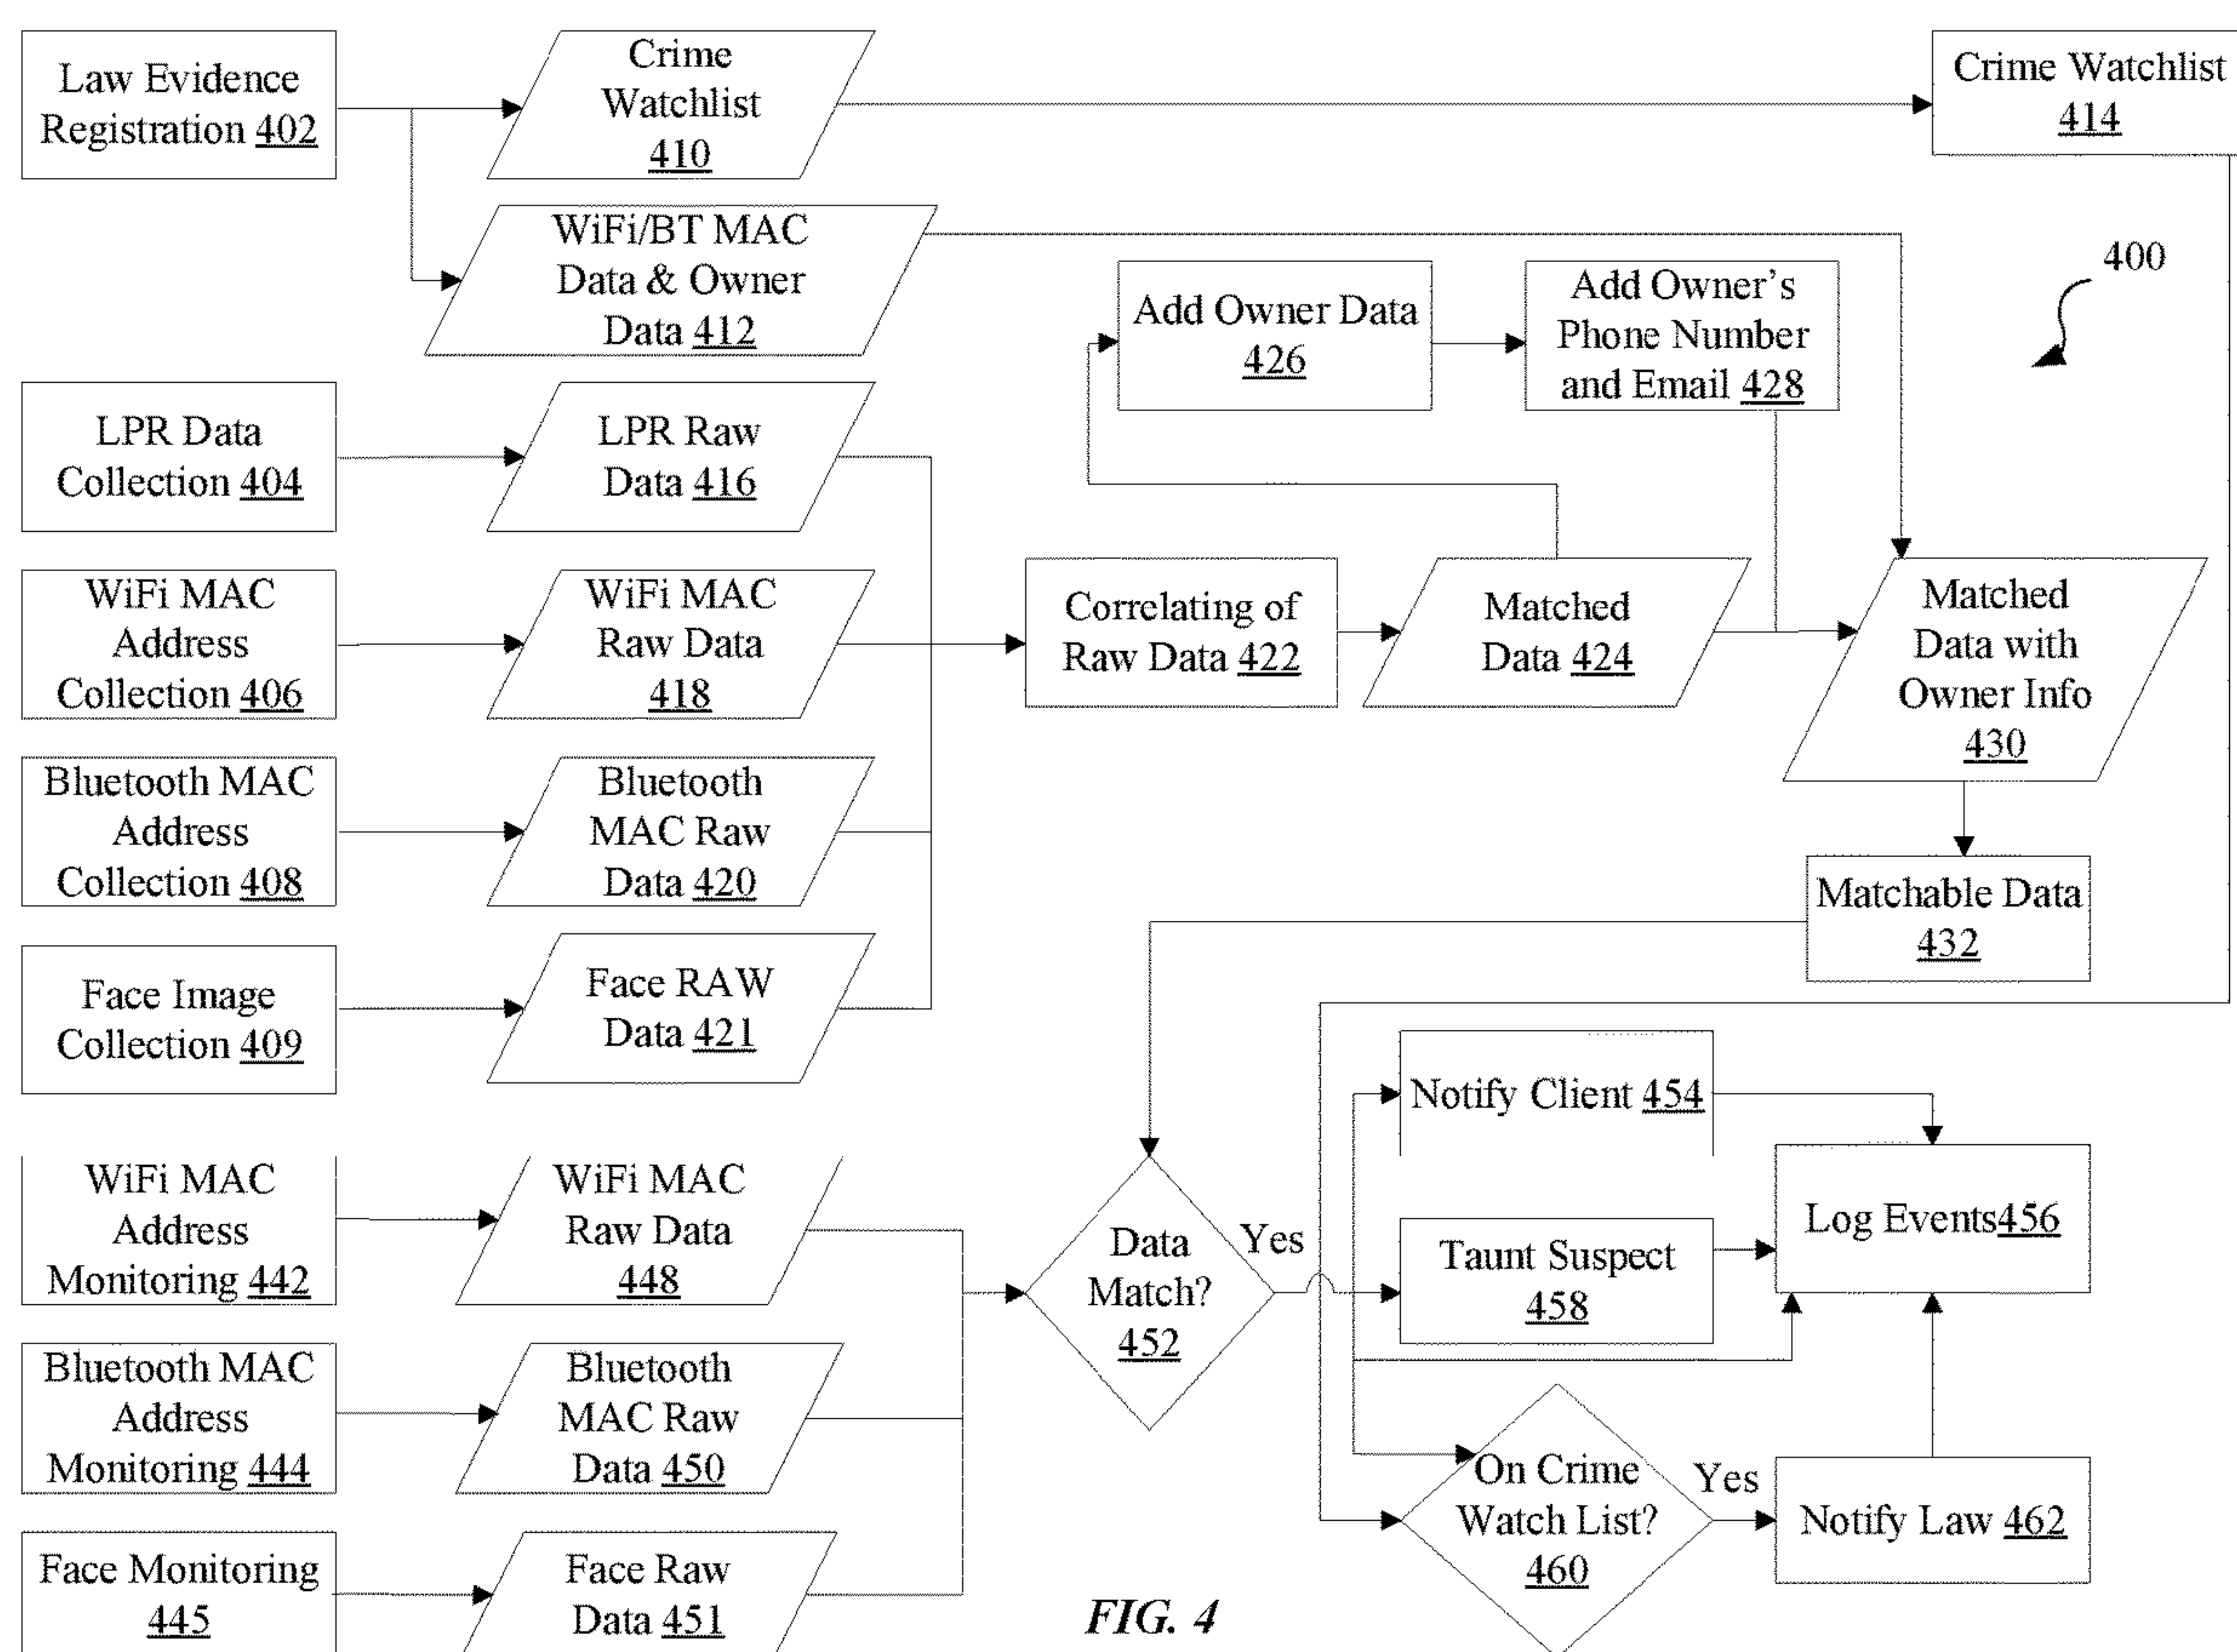 Law Evidence
Registration 402
Crime
Watchlist
410
Crime Watchlist
414
WiFi/BT MAC
Data & Owner
Data 412
400
Add Owner Data
426
Add Owner's
Phone Number
and Email 428
LPR Data
Collection 404
LPR Raw
Data 416
WiFi MAC
Address
Collection 406
WiFi MAC
Raw Data
418
Correlating of
Raw Data 422
Matched
Data 424
Matched
Data with
Owner Info
430
Bluetooth MAC
Address
Collection 408
Bluetooth
MAC Raw
Data 420
Matchable Data
432
Face Image
Collection 409
Face RAW
Data 421
Notify Client 454
WiFi MAC
Address
Monitoring 442
WiFi MAC
Raw Data
448
Data
Match?
452
Yes
Taunt Suspect
458
Log Events456
Bluetooth MAC
Address
Monitoring 444
Bluetooth
MAC Raw
Data 450
On Crime
Watch List?
460
Yes
Notify Law 462
Face Monitoring
445
Face Raw
Data 451
FIG. 4